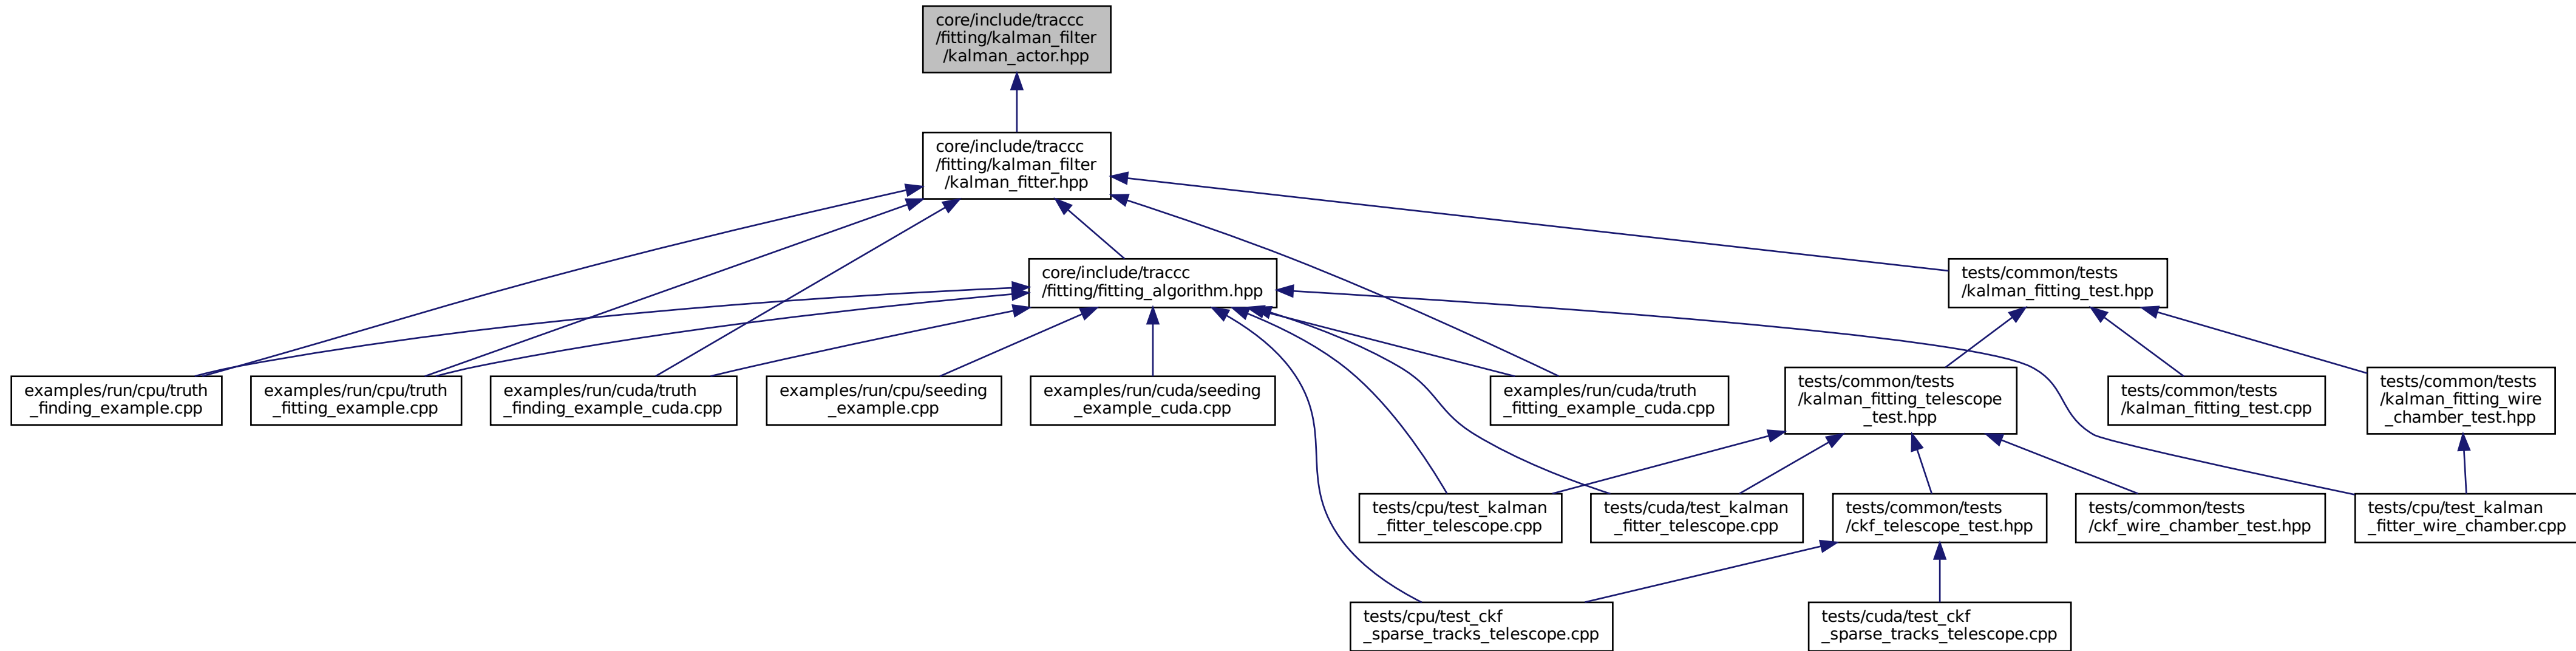 core/include/traccc
/fitting/kalman_filter
/kalman_actor.hpp
core/include/traccc
/fitting/kalman_filter
/kalman_fitter.hpp
core/include/traccc
/fitting/fitting_algorithm.hpp
tests/common/tests
/kalman_fitting_test.hpp
examples/run/cpu/truth
_finding_example.cpp
examples/run/cpu/truth
_fitting_example.cpp
examples/run/cuda/truth
_finding_example_cuda.cpp
examples/run/cpu/seeding
_example.cpp
examples/run/cuda/seeding
_example_cuda.cpp
examples/run/cuda/truth
_fitting_example_cuda.cpp
tests/common/tests
/kalman_fitting_telescope
_test.hpp
tests/common/tests
/kalman_fitting_test.cpp
tests/common/tests
/kalman_fitting_wire
_chamber_test.hpp
tests/cpu/test_kalman
_fitter_telescope.cpp
tests/cuda/test_kalman
_fitter_telescope.cpp
tests/common/tests
/ckf_telescope_test.hpp
tests/common/tests
/ckf_wire_chamber_test.hpp
tests/cpu/test_kalman
_fitter_wire_chamber.cpp
tests/cpu/test_ckf
_sparse_tracks_telescope.cpp
tests/cuda/test_ckf
_sparse_tracks_telescope.cpp